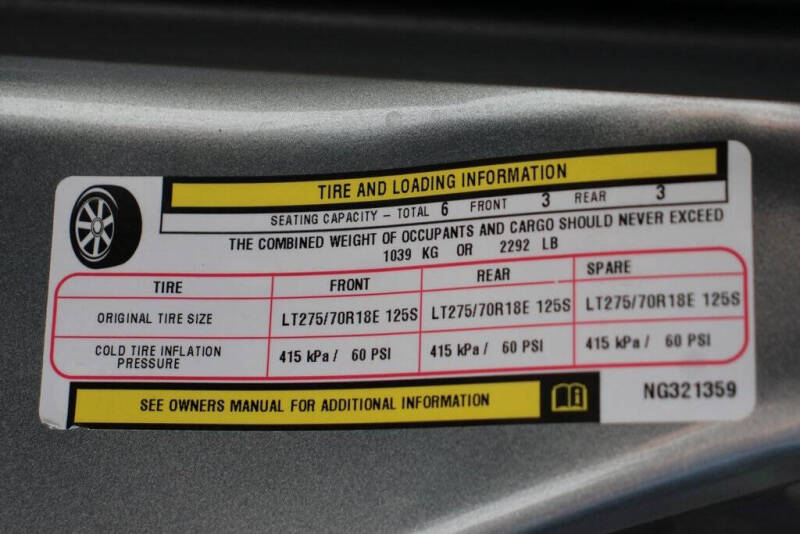 TIRE AND LOADING INFORMATION
SEATING CAPACITY – TOTAL 6 FRONT 3 REAR 3
THE COMBINED WEIGHT OF OCCUPANTS AND CARGO SHOULD NEVER EXCEED
1039 KG OR 2292 LB
TIRE FRONT REAR SPARE
ORIGINAL TIRE SIZE LT275/70R18E 125S LT275/70R18E 125S LT275/70R18E 125S
COLD TIRE INFLATION
PRESSURE 415 kPa / 60 PSI 415 kPa / 60 PSI 415 kPa / 60 PSI
SEE OWNERS MANUAL FOR ADDITIONAL INFORMATION
NG321359